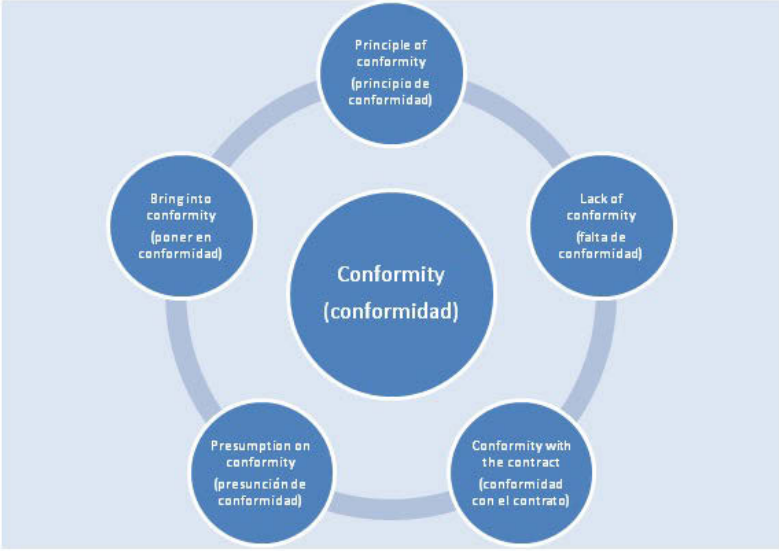 Principle of
conformity
(principio de
conformidad)
Lack of
conformity
(falta de
conformidad)
Conformity with
the contract
(conformidad
con el contrato)
Presumption on
conformity
(presunción de
conformidad)
Bring into
conformity
(poner en
conformidad)
Conformity
(conformidad)